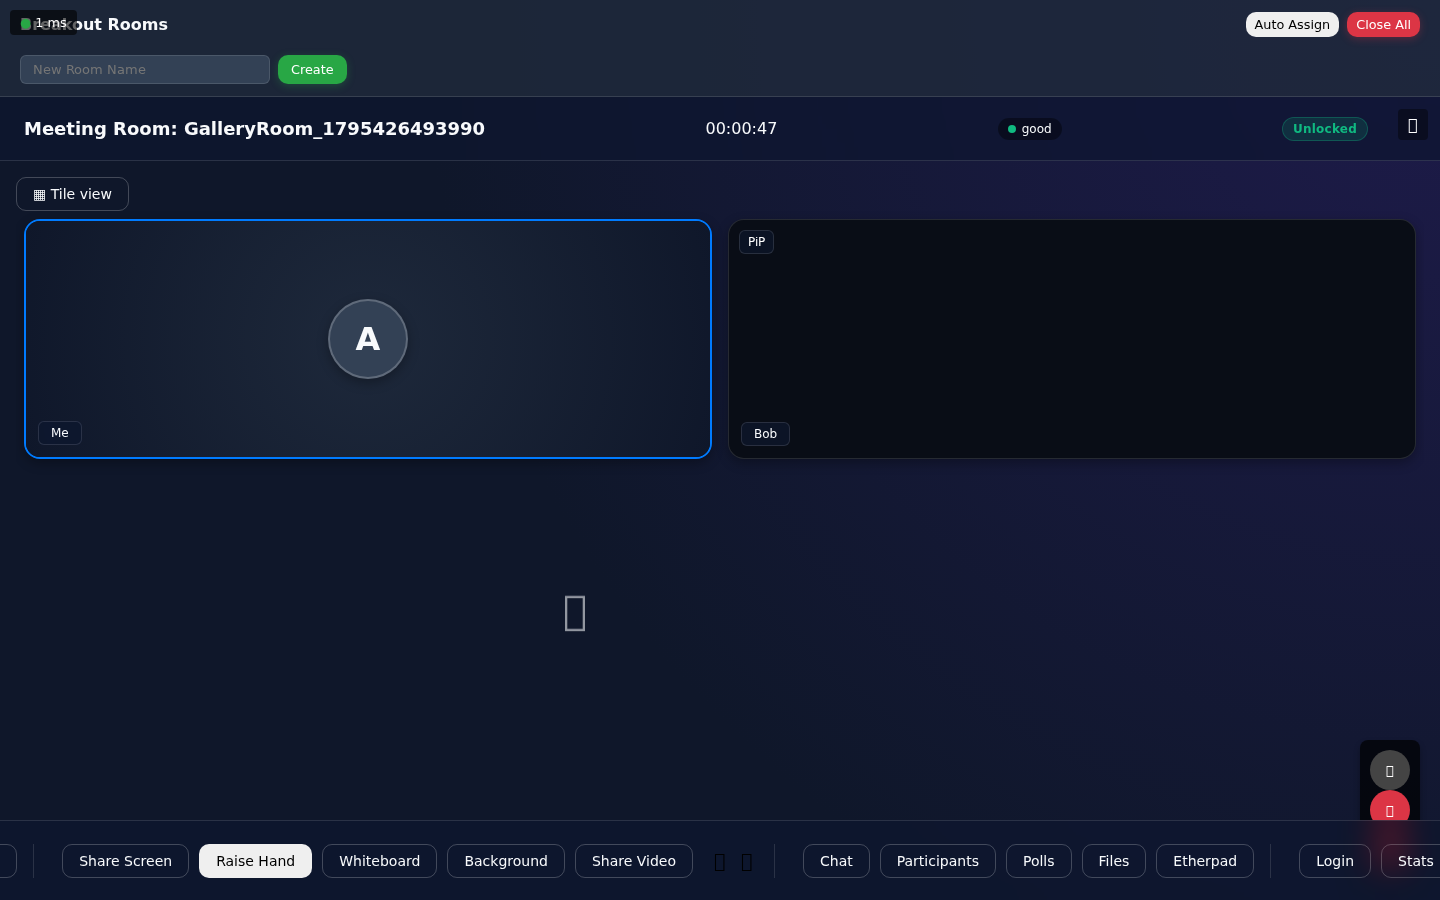 1 ms
Breakout Rooms
Auto Assign
Close All
New Room Name
Create
Meeting Room: GalleryRoom_1795426493990
00:00:47
good
Unlocked
▦ Tile view
A
Me
PiP
Bob
Share Screen
Raise Hand
Whiteboard
Background
Share Video
Chat
Participants
Polls
Files
Etherpad
Login
Stats